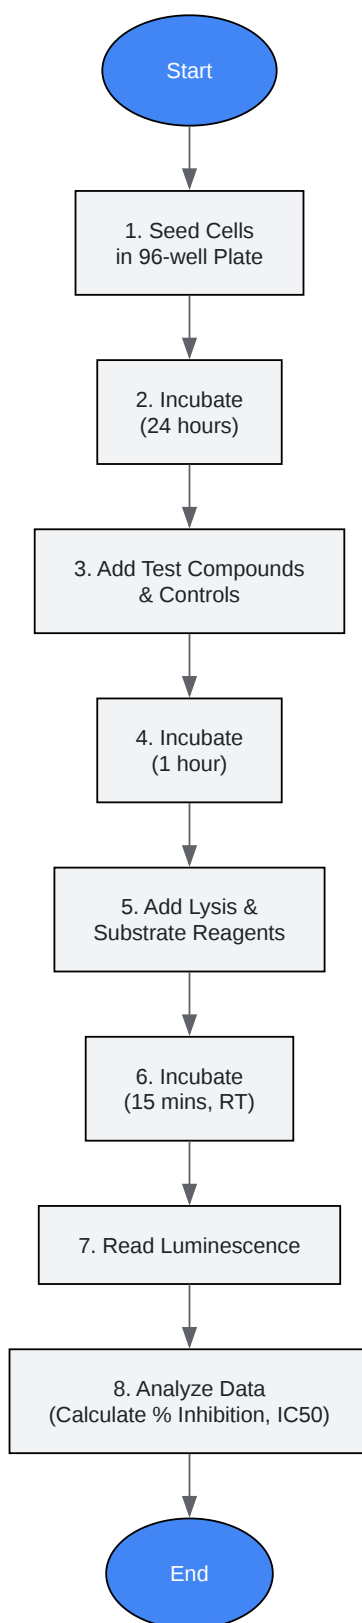 Start
1. Seed Cells
in 96-well Plate
2. Incubate
(24 hours)
3. Add Test Compounds
& Controls
4. Incubate
(1 hour)
5. Add Lysis &
Substrate Reagents
6. Incubate
(15 mins, RT)
7. Read Luminescence
8. Analyze Data
(Calculate % Inhibition, IC50)
End